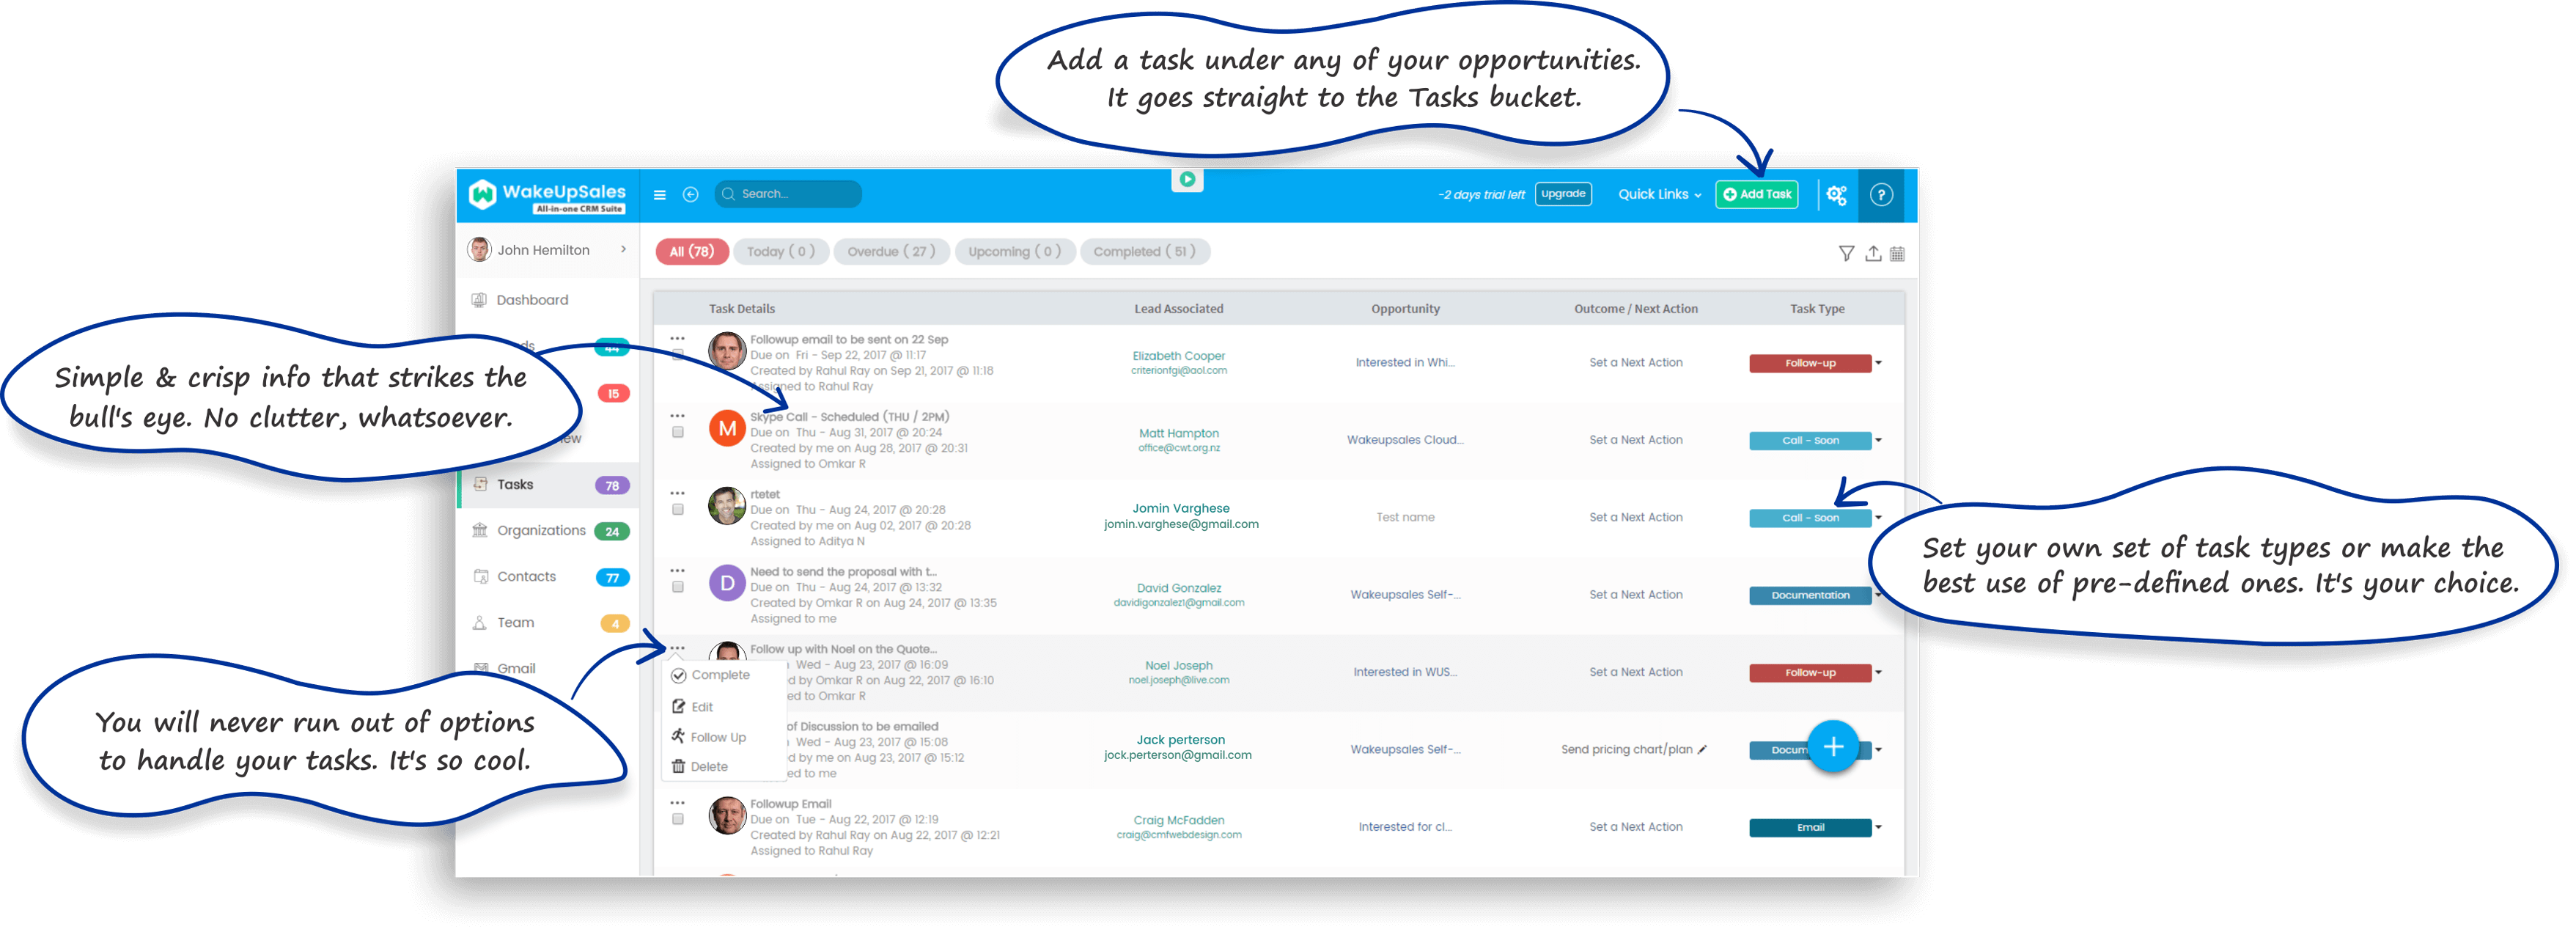 Add a task under any of your opportunities.
It goes straight to the Tasks bucket.
WakeUpSales
All-in-one CRM Suite
Search...
-2 days trial left
Upgrade
Quick Links
Add Task
?
John Hemilton
All (78)
Today ( 0 )
Overdue ( 27 )
Upcoming ( 0 )
Completed ( 51 )
Dashboard
15
Tasks 78
Organizations 24
Contacts 77
Team 4
Gmail
Simple & crisp info that strikes the
bull's eye. No clutter, whatsoever.
You will never run out of options
to handle your tasks. It's so cool.
Task Details Lead Associated Opportunity Outcome / Next Action Task Type
Followup email to be sent on 22 Sep
Due on Fri - Sep 22, 2017 @ 11:17
Created by Rahul Ray on Sep 21, 2017 @ 11:18
Assigned to Rahul Ray
Elizabeth Cooper
criterionfgi@aol.com
Interested in Whi...
Set a Next Action
Follow-up
M
Skype Call - Scheduled (THU / 2PM)
Due on Thu - Aug 31, 2017 @ 20:24
Created by me on Aug 28, 2017 @ 20:31
Assigned to Omkar R
Matt Hampton
office@cwt.org.nz
Wakeupsales Cloud...
Set a Next Action
Call - Soon
rtetet
Due on Thu - Aug 24, 2017 @ 20:28
Created by me on Aug 02, 2017 @ 20:28
Assigned to Aditya N
Jomin Varghese
jomin.varghese@gmail.com
Test name
Set a Next Action
Call - Soon
D
Need to send the proposal with t...
Due on Thu - Aug 24, 2017 @ 13:32
Created by Omkar R on Aug 24, 2017 @ 13:35
Assigned to me
David Gonzalez
davidigonzalez1@gmail.com
Wakeupsales Self-...
Set a Next Action
Documentation
Follow up with Noel on the Quote...
Wed - Aug 23, 2017 @ 16:09
d by Omkar R on Aug 22, 2017 @ 16:10
ed to Omkar R
Noel Joseph
noel.joseph@live.com
Interested in WUS...
Set a Next Action
Follow-up
Complete
Edit
Follow Up
Delete
of Discussion to be emailed
Wed - Aug 23, 2017 @ 15:08
d by me on Aug 23, 2017 @ 15:12
ed to me
Jack perterson
jock.perterson@gmail.com
Wakeupsales Self-...
Send pricing chart/plan
Docum
Followup Email
Due on Tue - Aug 22, 2017 @ 12:19
Created by Rahul Ray on Aug 22, 2017 @ 12:21
Assigned to Rahul Ray
Craig McFadden
craig@cmfwebdesign.com
Interested for cl...
Set a Next Action
Email
Set your own set of task types or make the
best use of pre-defined ones. It's your choice.